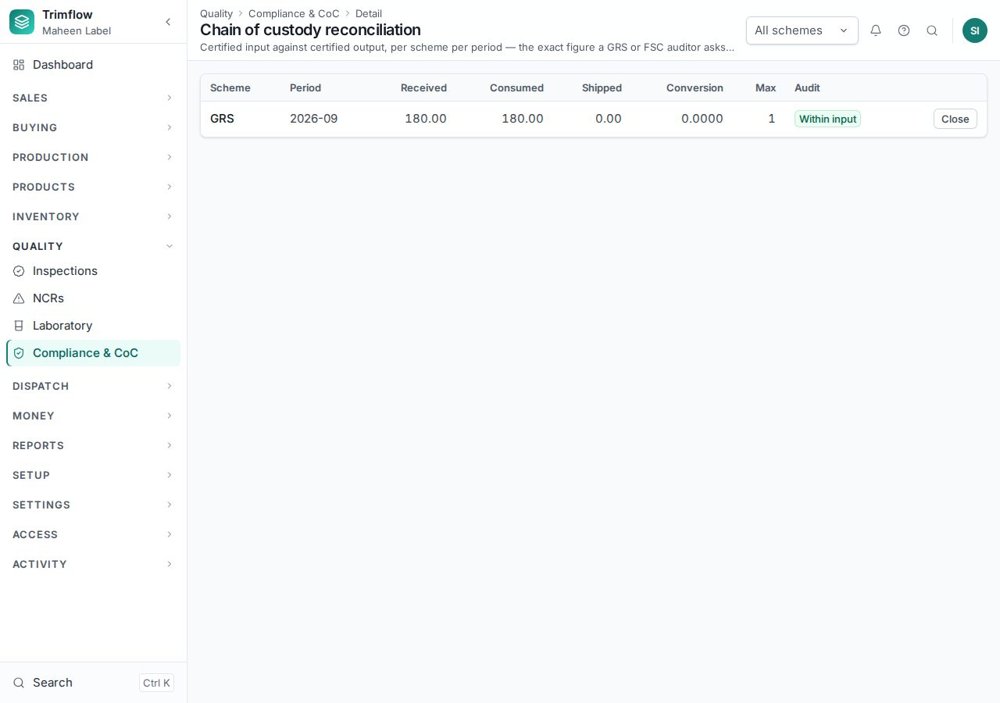 Trimflow
Maheen Label
Dashboard
SALES
BUYING
PRODUCTION
PRODUCTS
INVENTORY
QUALITY
Inspections
NCRs
Laboratory
Compliance & CoC
DISPATCH
MONEY
REPORTS
SETUP
SETTINGS
ACCESS
ACTIVITY
Search Ctrl K
Quality Compliance & CoC Detail
Chain of custody reconciliation
Certified input against certified output, per scheme per period — the exact figure a GRS or FSC auditor asks...
All schemes
SI
Scheme Period Received Consumed Shipped Conversion Max Audit
GRS 2026-09 180.00 180.00 0.00 0.0000 1 Within input Close